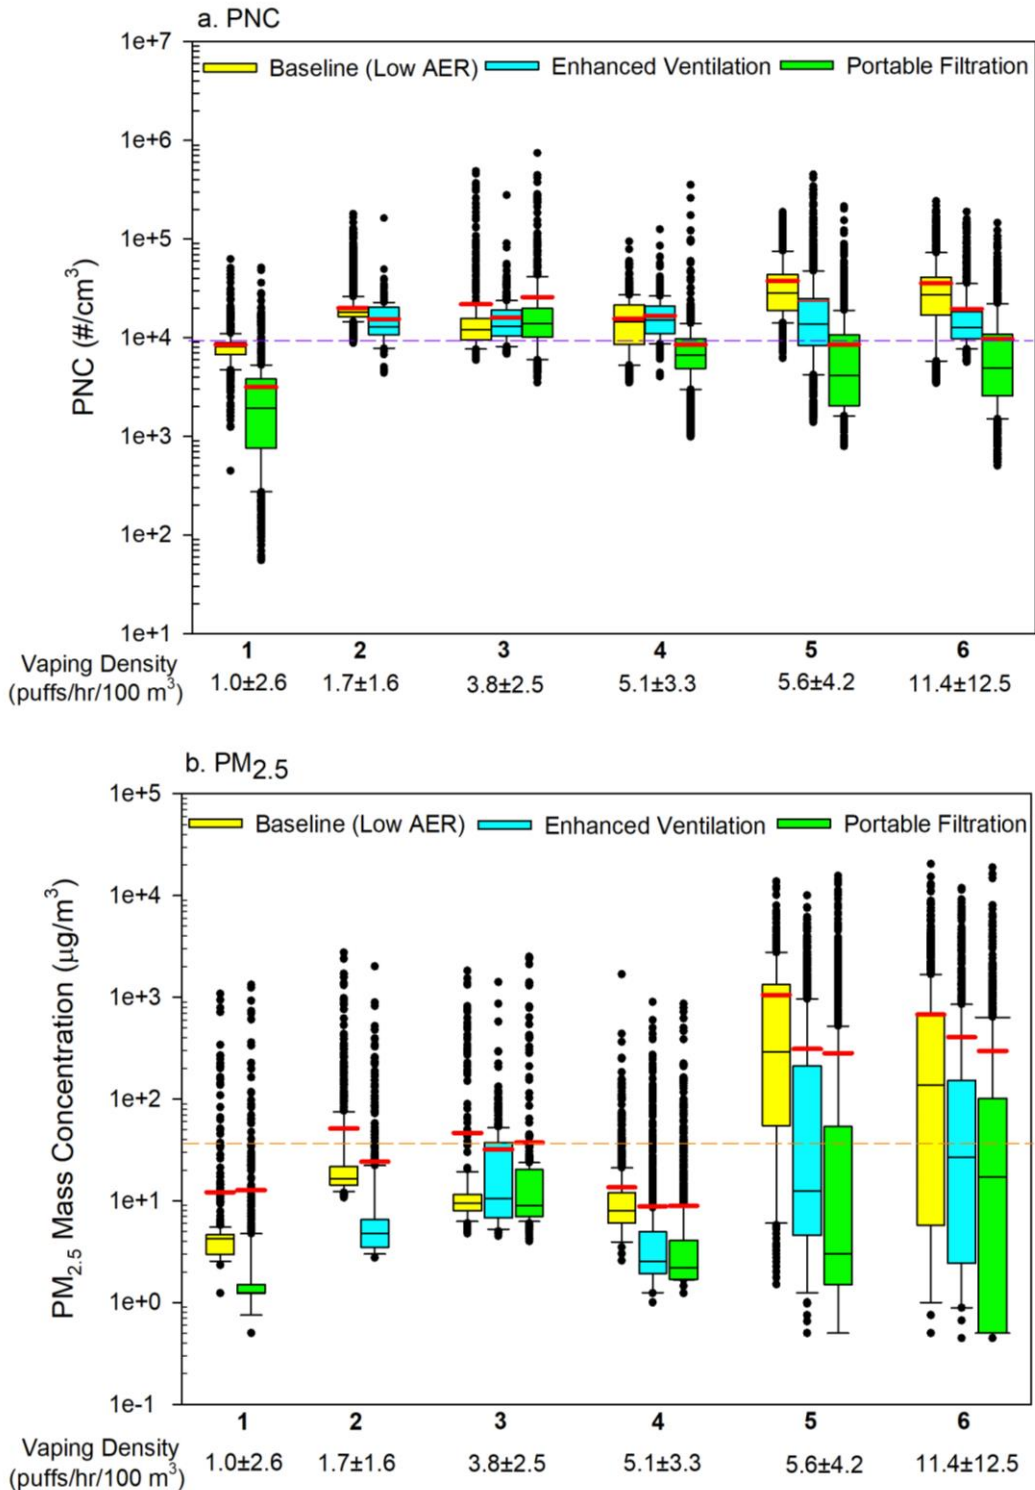 a. PNC
1e+7
Baseline (Low AER) Enhanced Ventilation Portable Filtration
1e+6
1e+5
1e+4
1e+3
1e+2
1e+1
PNC (#/cm³)
1 2 3 4 5 6
Vaping Density
(puffs/hr/100 m³) 1.0±2.6 1.7±1.6 3.8±2.5 5.1±3.3 5.6±4.2 11.4±12.5
b. PM2.5
1e+5
Baseline (Low AER) Enhanced Ventilation Portable Filtration
1e+4
1e+3
1e+2
1e+1
1e+0
1e-1
PM2.5 Mass Concentration (µg/m³)
1 2 3 4 5 6
Vaping Density
(puffs/hr/100 m³) 1.0±2.6 1.7±1.6 3.8±2.5 5.1±3.3 5.6±4.2 11.4±12.5